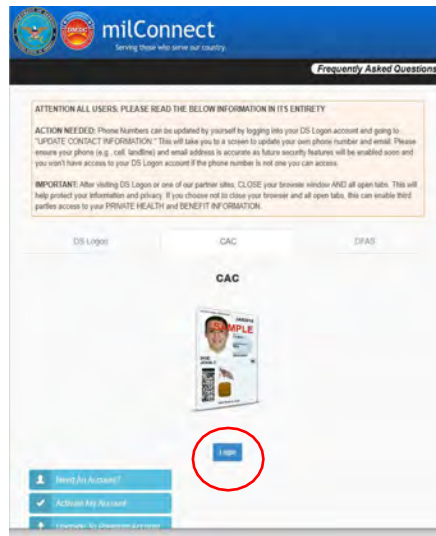 DMDC
milConnect
Serving those who serve our country.
Frequently Asked Questions
ATTENTION ALL USERS: PLEASE READ THE BELOW INFORMATION IN ITS ENTIRETY
ACTION NEEDED: Phone Numbers can be updated by yourself by logging into your DS Logon account and going to
"UPDATE CONTACT INFORMATION." This will take you to a screen to update your own phone number and email. Please
ensure your phone (e.g., cell, landline) and email address is accurate as future security features will be enabled soon and
you won't have access to your DS Logon account if the phone number is not one you can access.
IMPORTANT: After visiting DS Logon or one of our partner sites, CLOSE your browser window AND all open tabs. This will
help protect your information and privacy. If you choose not to close your browser and all open tabs, this can enable third
parties access to your PRIVATE HEALTH and BENEFIT INFORMATION.
DS Logon
CAC
DFAS
CAC
SAMPLE
Login
Need An Account?
Activate My Account
Upgrade To Premium Account